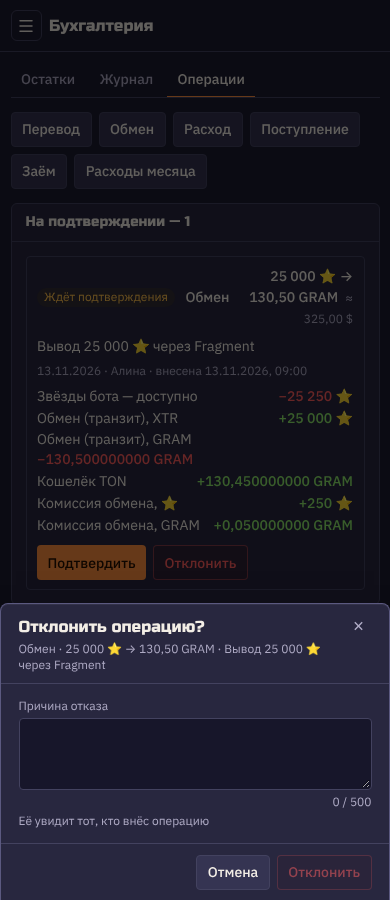 ☰ Бухгалтерия
Остатки Журнал Операции
Перевод Обмен Расход Поступление
Заём Расходы месяца
На подтверждении — 1
25 000 ⭐ →
Ждёт подтверждения Обмен 130,50 GRAM ≈
325,00 $
Вывод 25 000 ⭐ через Fragment
13.11.2026 · Алина · внесена 13.11.2026, 09:00
Звёзды бота — доступно −25 250 ⭐
Обмен (транзит), XTR +25 000 ⭐
Обмен (транзит), GRAM
−130,500000000 GRAM
Кошелёк TON +130,450000000 GRAM
Комиссия обмена, ⭐ +250 ⭐
Комиссия обмена, GRAM +0,050000000 GRAM
Подтвердить Отклонить
Отклонить операцию? ×
Обмен · 25 000 ⭐ → 130,50 GRAM · Вывод 25 000 ⭐
через Fragment
Причина отказа
0 / 500
Её увидит тот, кто внёс операцию
Отмена Отклонить